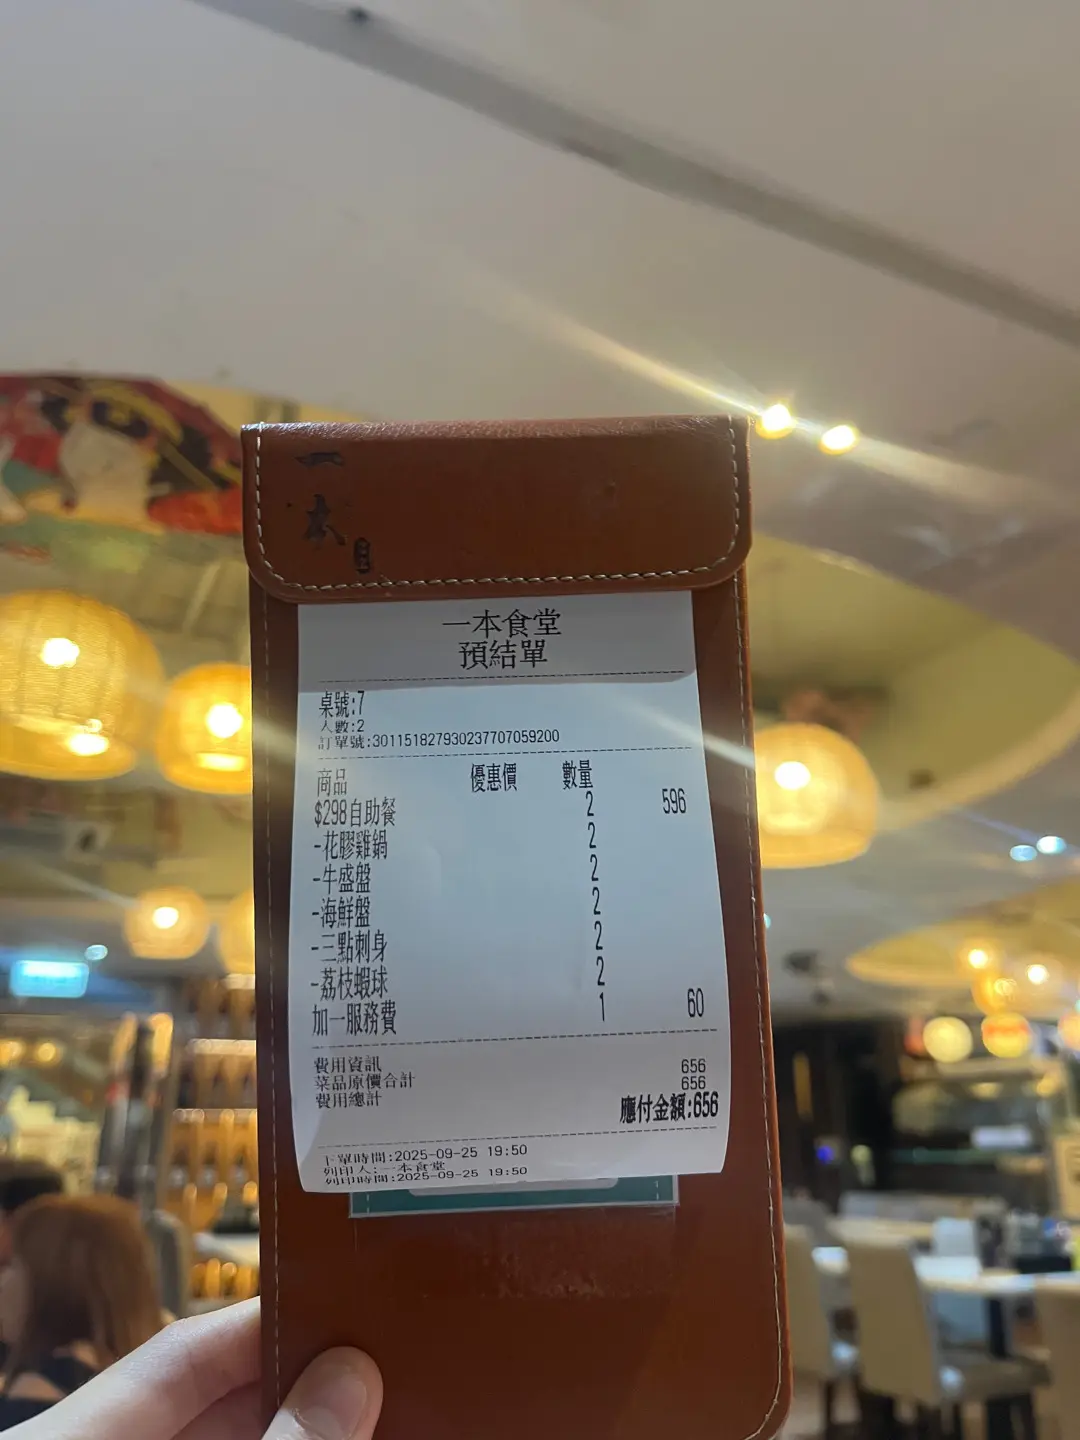 一本
一本食堂
預結單
桌號:7
人數:2
訂單號:301151827930237707059200
商品 優惠價 數量
$298自助餐 2 596
-花膠雞鍋 2
-牛盛盤 2
-海鮮盤 2
-三點刺身 2
-荔枝蝦球 2
加一服務費 1 60
費用資訊 656
菜品原價合計 656
費用總計
應付金額:656
下單時間:2025-09-25 19:50
列印人:一本食堂
列印時間:2025-09-25 19:50